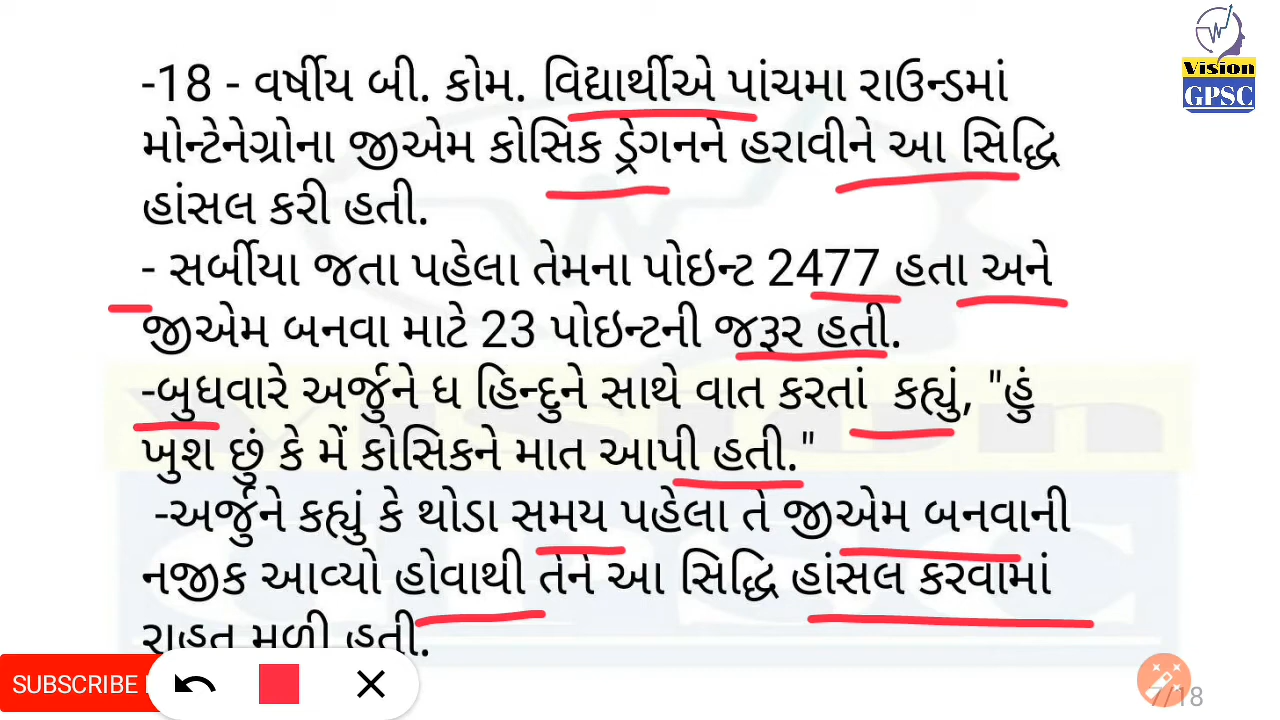 -18 - વર્ષીય બી. કોમ. વિદ્યાર્થીએ પાંચમા રાઉન્ડમાં
મોન્ટેનેગ્રોના જીએમ કોસિક ડ્રેગનને હરાવીને આ સિદ્ધિ
હાંસલ કરી હતી.
- સર્બીયા જતા પહેલા તેમના પોઇન્ટ 2477 હતા અને
જીએમ બનવા માટે 23 પોઇન્ટની જરૂર હતી.
-બુધવારે અર્જુને ધ હિન્દુને સાથે વાત કરતાં કહ્યું, "હું
ખુશ છું કે મેં કોસિકને માત આપી હતી."
-અર્જુને કહ્યું કે થોડા સમય પહેલા તે જીએમ બનવાની
નજીક આવ્યો હોવાથી તેને આ સિદ્ધિ હાંસલ કરવામાં
રાહત મળી હતી.
Vision
GPSC
SUBSCRIBE
7/18